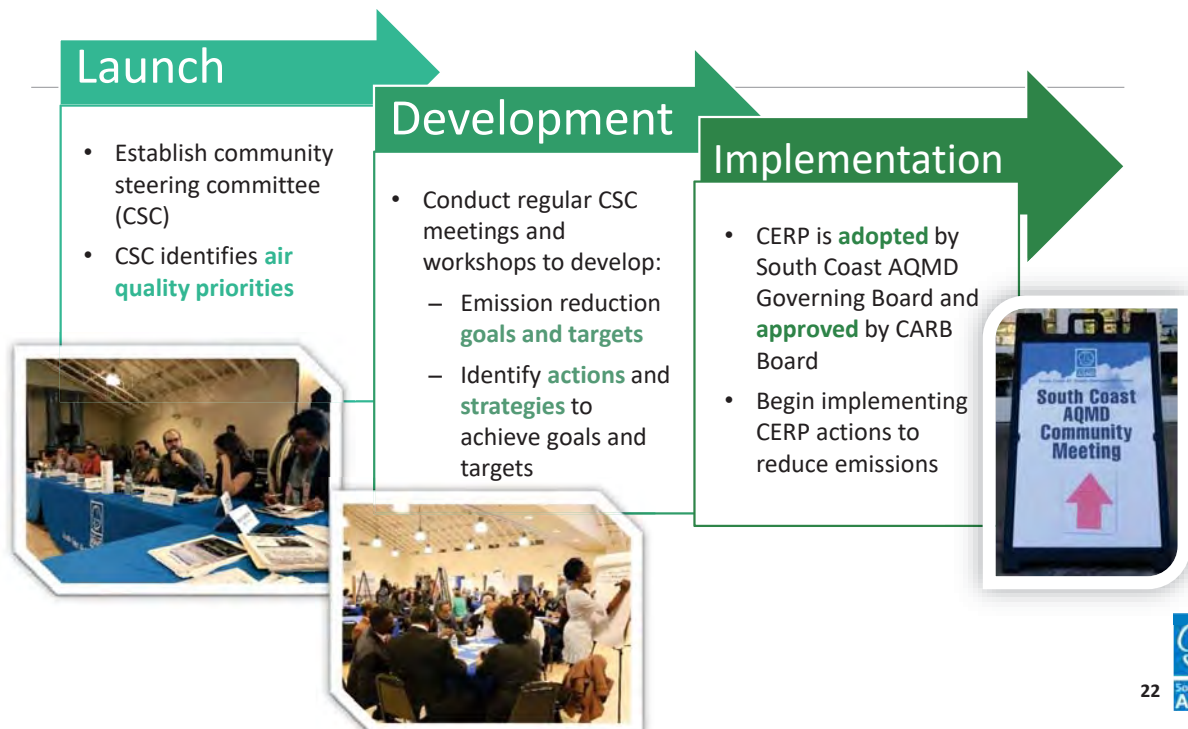 Launch
• Establish community
steering committee
(CSC)
• CSC identifies air
quality priorities
Development
• Conduct regular CSC
meetings and
workshops to develop:
– Emission reduction
goals and targets
– Identify actions and
strategies to
achieve goals and
targets
Implementation
• CERP is adopted by
South Coast AQMD
Governing Board and
approved by CARB
Board
• Begin implementing
CERP actions to
reduce emissions
South Coast
AQMD
Community
Meeting
22